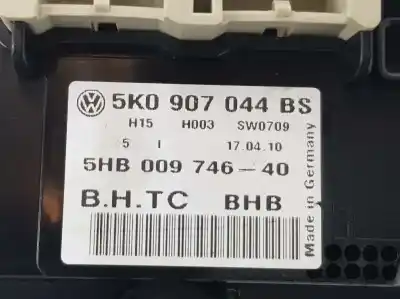 5K0 907 044 BS
H15 H003 SW0709
5 I 17.04.10
5HB 009 746-40
B.H.TC BHB
Made in Germany